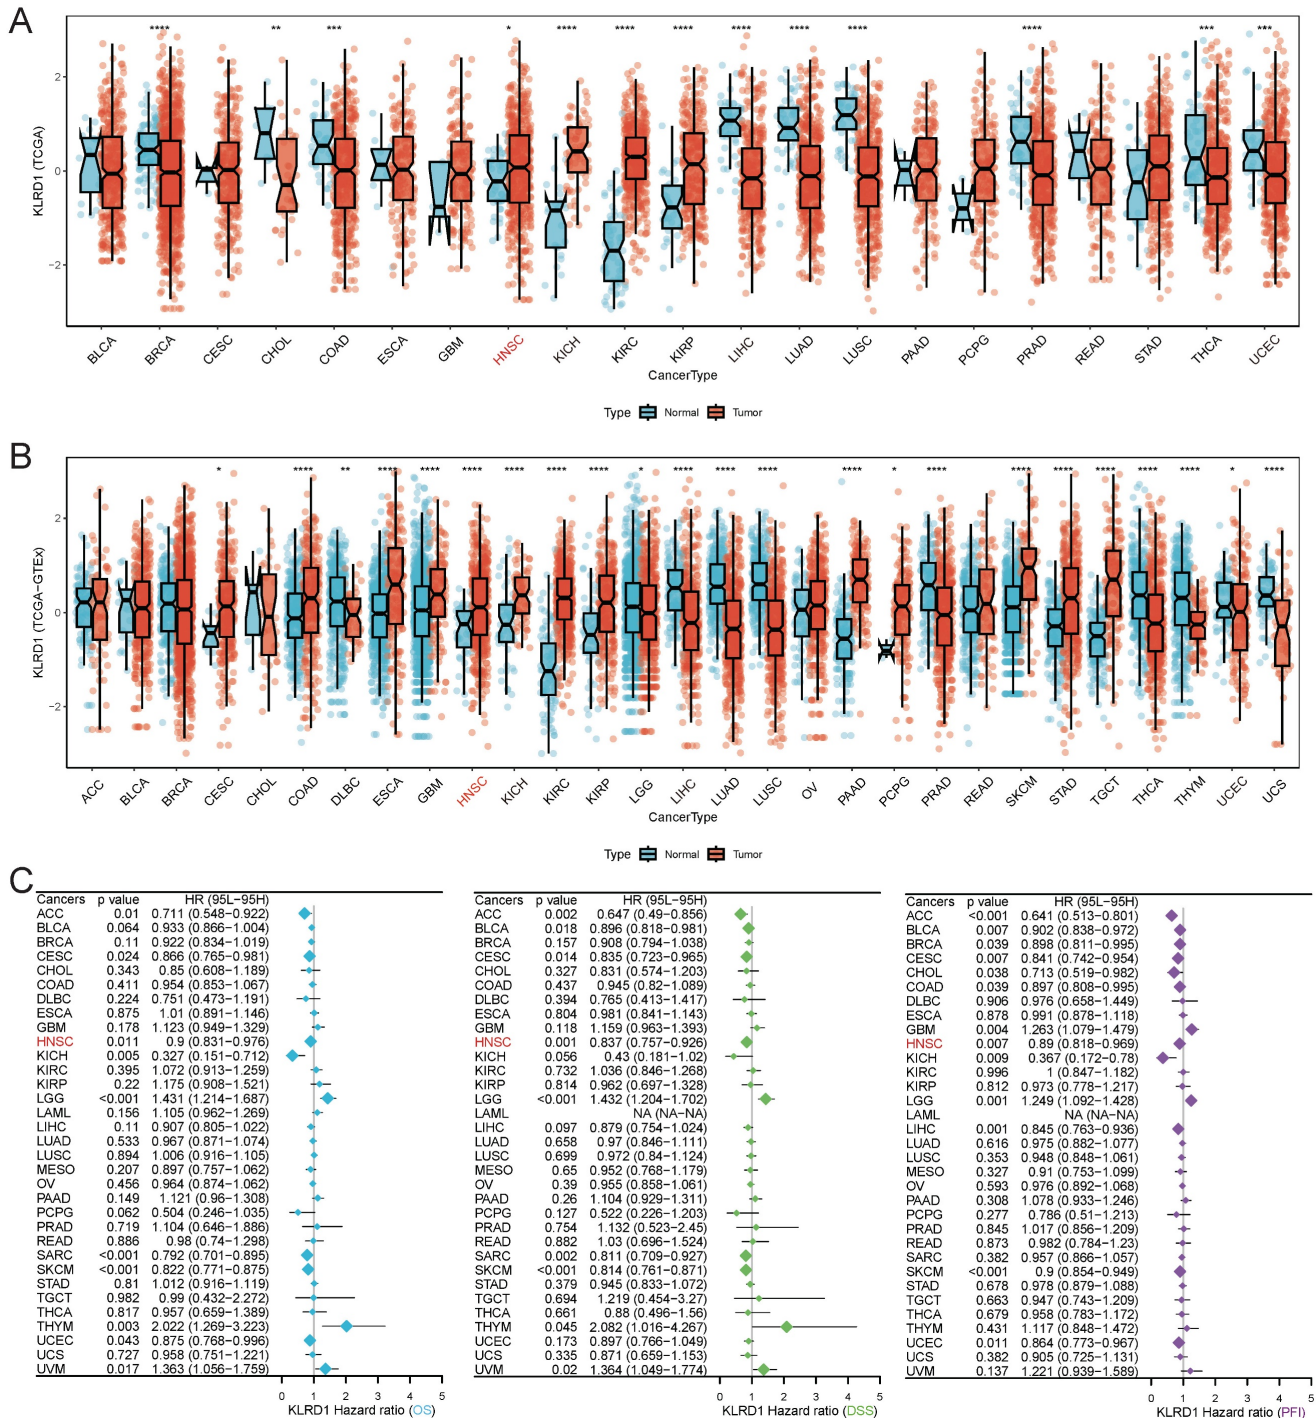 A
**** ** *** * **** **** **** **** **** **** **** *** ***
KLRD1 (TCGA)
2
0
−2
BLCA BRCA CESC CHOL COAD ESCA GBM HNSC KICH KIRC KIRP LIHC LUAD LUSC PAAD PCPG PRAD READ STAD THCA UCEC
CancerType
Type Normal Tumor
B
* **** ** **** **** **** **** **** **** * **** **** **** **** * **** **** **** **** **** **** * ****
KLRD1 (TCGA−GTEx)
2
0
−2
ACC BLCA BRCA CESC CHOL COAD DLBC ESCA GBM HNSC KICH KIRC KIRP LGG LIHC LUAD LUSC OV PAAD PCPG PRAD READ SKCM STAD TGCT THCA THYM UCEC UCS
CancerType
Type Normal Tumor
C
Cancers p value HR (95L−95H)
ACC 0.01 0.711 (0.548−0.922)
BLCA 0.064 0.933 (0.866−1.004)
BRCA 0.11 0.922 (0.834−1.019)
CESC 0.024 0.866 (0.765−0.981)
CHOL 0.343 0.85 (0.608−1.189)
COAD 0.411 0.954 (0.853−1.067)
DLBC 0.224 0.751 (0.473−1.191)
ESCA 0.875 1.01 (0.891−1.146)
GBM 0.178 1.123 (0.949−1.329)
HNSC 0.011 0.9 (0.831−0.976)
KICH 0.005 0.327 (0.151−0.712)
KIRC 0.395 1.072 (0.913−1.259)
KIRP 0.22 1.175 (0.908−1.521)
LGG <0.001 1.431 (1.214−1.687)
LAML 0.156 1.105 (0.962−1.269)
LIHC 0.11 0.907 (0.805−1.022)
LUAD 0.533 0.967 (0.871−1.074)
LUSC 0.894 1.006 (0.916−1.105)
MESO 0.207 0.897 (0.757−1.062)
OV 0.456 0.964 (0.874−1.062)
PAAD 0.149 1.121 (0.96−1.308)
PCPG 0.062 0.504 (0.246−1.035)
PRAD 0.719 1.104 (0.646−1.886)
READ 0.886 0.98 (0.74−1.298)
SARC <0.001 0.792 (0.701−0.895)
SKCM <0.001 0.822 (0.771−0.875)
STAD 0.81 1.012 (0.916−1.119)
TGCT 0.982 0.99 (0.432−2.272)
THCA 0.817 0.957 (0.659−1.389)
THYM 0.003 2.022 (1.269−3.223)
UCEC 0.043 0.875 (0.768−0.996)
UCS 0.727 0.958 (0.751−1.221)
UVM 0.017 1.363 (1.056−1.759)
0 1 2 3 4 5
KLRD1 Hazard ratio (OS)
Cancers p value HR (95L−95H)
ACC 0.002 0.647 (0.49−0.856)
BLCA 0.018 0.896 (0.818−0.981)
BRCA 0.157 0.908 (0.794−1.038)
CESC 0.014 0.835 (0.723−0.965)
CHOL 0.327 0.831 (0.574−1.203)
COAD 0.437 0.945 (0.82−1.089)
DLBC 0.394 0.765 (0.413−1.417)
ESCA 0.804 0.981 (0.841−1.143)
GBM 0.118 1.159 (0.963−1.393)
HNSC 0.001 0.837 (0.757−0.926)
KICH 0.056 0.43 (0.181−1.02)
KIRC 0.732 1.036 (0.846−1.268)
KIRP 0.814 0.962 (0.697−1.328)
LGG <0.001 1.432 (1.204−1.702)
LAML NA (NA−NA)
LIHC 0.097 0.879 (0.754−1.024)
LUAD 0.658 0.97 (0.846−1.111)
LUSC 0.699 0.972 (0.84−1.124)
MESO 0.65 0.952 (0.768−1.179)
OV 0.39 0.955 (0.858−1.061)
PAAD 0.26 1.104 (0.929−1.311)
PCPG 0.127 0.522 (0.226−1.203)
PRAD 0.754 1.132 (0.523−2.45)
READ 0.882 1.03 (0.696−1.524)
SARC 0.002 0.811 (0.709−0.927)
SKCM <0.001 0.814 (0.761−0.871)
STAD 0.379 0.945 (0.833−1.072)
TGCT 0.694 1.219 (0.454−3.27)
THCA 0.661 0.88 (0.496−1.56)
THYM 0.045 2.082 (1.016−4.267)
UCEC 0.173 0.897 (0.766−1.049)
UCS 0.335 0.871 (0.659−1.153)
UVM 0.02 1.364 (1.049−1.774)
0 1 2 3 4 5
KLRD1 Hazard ratio (DSS)
Cancers p value HR (95L−95H)
ACC <0.001 0.641 (0.513−0.801)
BLCA 0.007 0.902 (0.838−0.972)
BRCA 0.039 0.898 (0.811−0.995)
CESC 0.007 0.841 (0.742−0.954)
CHOL 0.038 0.713 (0.519−0.982)
COAD 0.039 0.897 (0.808−0.995)
DLBC 0.906 0.976 (0.658−1.449)
ESCA 0.878 0.991 (0.878−1.118)
GBM 0.004 1.263 (1.079−1.479)
HNSC 0.007 0.89 (0.818−0.969)
KICH 0.009 0.367 (0.172−0.78)
KIRC 0.996 1 (0.847−1.182)
KIRP 0.812 0.973 (0.778−1.217)
LGG 0.001 1.249 (1.092−1.428)
LAML NA (NA−NA)
LIHC 0.001 0.845 (0.763−0.936)
LUAD 0.616 0.975 (0.882−1.077)
LUSC 0.353 0.948 (0.848−1.061)
MESO 0.327 0.91 (0.753−1.099)
OV 0.593 0.976 (0.892−1.068)
PAAD 0.308 1.078 (0.933−1.246)
PCPG 0.277 0.786 (0.51−1.213)
PRAD 0.845 1.017 (0.856−1.209)
READ 0.873 0.982 (0.784−1.23)
SARC 0.382 0.957 (0.866−1.057)
SKCM <0.001 0.9 (0.854−0.949)
STAD 0.678 0.978 (0.879−1.088)
TGCT 0.663 0.947 (0.743−1.209)
THCA 0.679 0.958 (0.783−1.172)
THYM 0.431 1.117 (0.848−1.472)
UCEC 0.011 0.864 (0.773−0.967)
UCS 0.382 0.905 (0.725−1.131)
UVM 0.137 1.221 (0.939−1.589)
0 1 2 3 4 5
KLRD1 Hazard ratio (PFI)